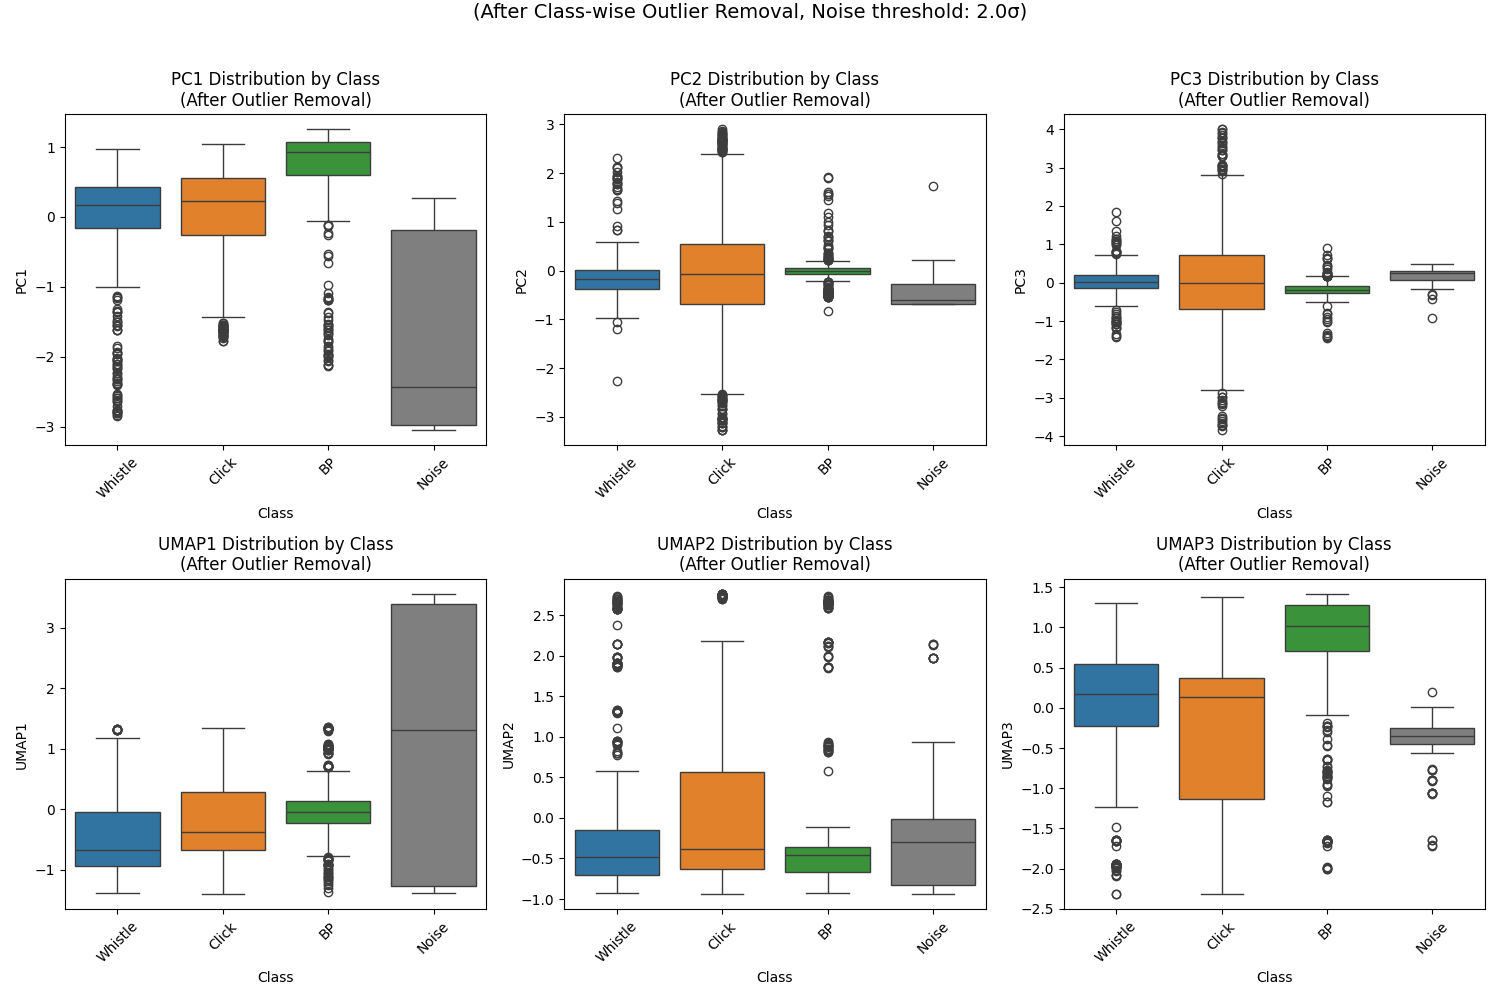 (After Class-wise Outlier Removal, Noise threshold: 2.0σ)
PC1 Distribution by Class
(After Outlier Removal)
PC1
1
0
−1
−2
−3
Whistle
Click
BP
Noise
Class
PC2 Distribution by Class
(After Outlier Removal)
PC2
3
2
1
0
−1
−2
−3
Whistle
Click
BP
Noise
Class
PC3 Distribution by Class
(After Outlier Removal)
PC3
4
3
2
1
0
−1
−2
−3
−4
Whistle
Click
BP
Noise
Class
UMAP1 Distribution by Class
(After Outlier Removal)
UMAP1
3
2
1
0
−1
Whistle
Click
BP
Noise
Class
UMAP2 Distribution by Class
(After Outlier Removal)
UMAP2
2.5
2.0
1.5
1.0
0.5
0.0
−0.5
−1.0
Whistle
Click
BP
Noise
Class
UMAP3 Distribution by Class
(After Outlier Removal)
UMAP3
1.5
1.0
0.5
0.0
−0.5
−1.0
−1.5
−2.0
−2.5
Whistle
Click
BP
Noise
Class